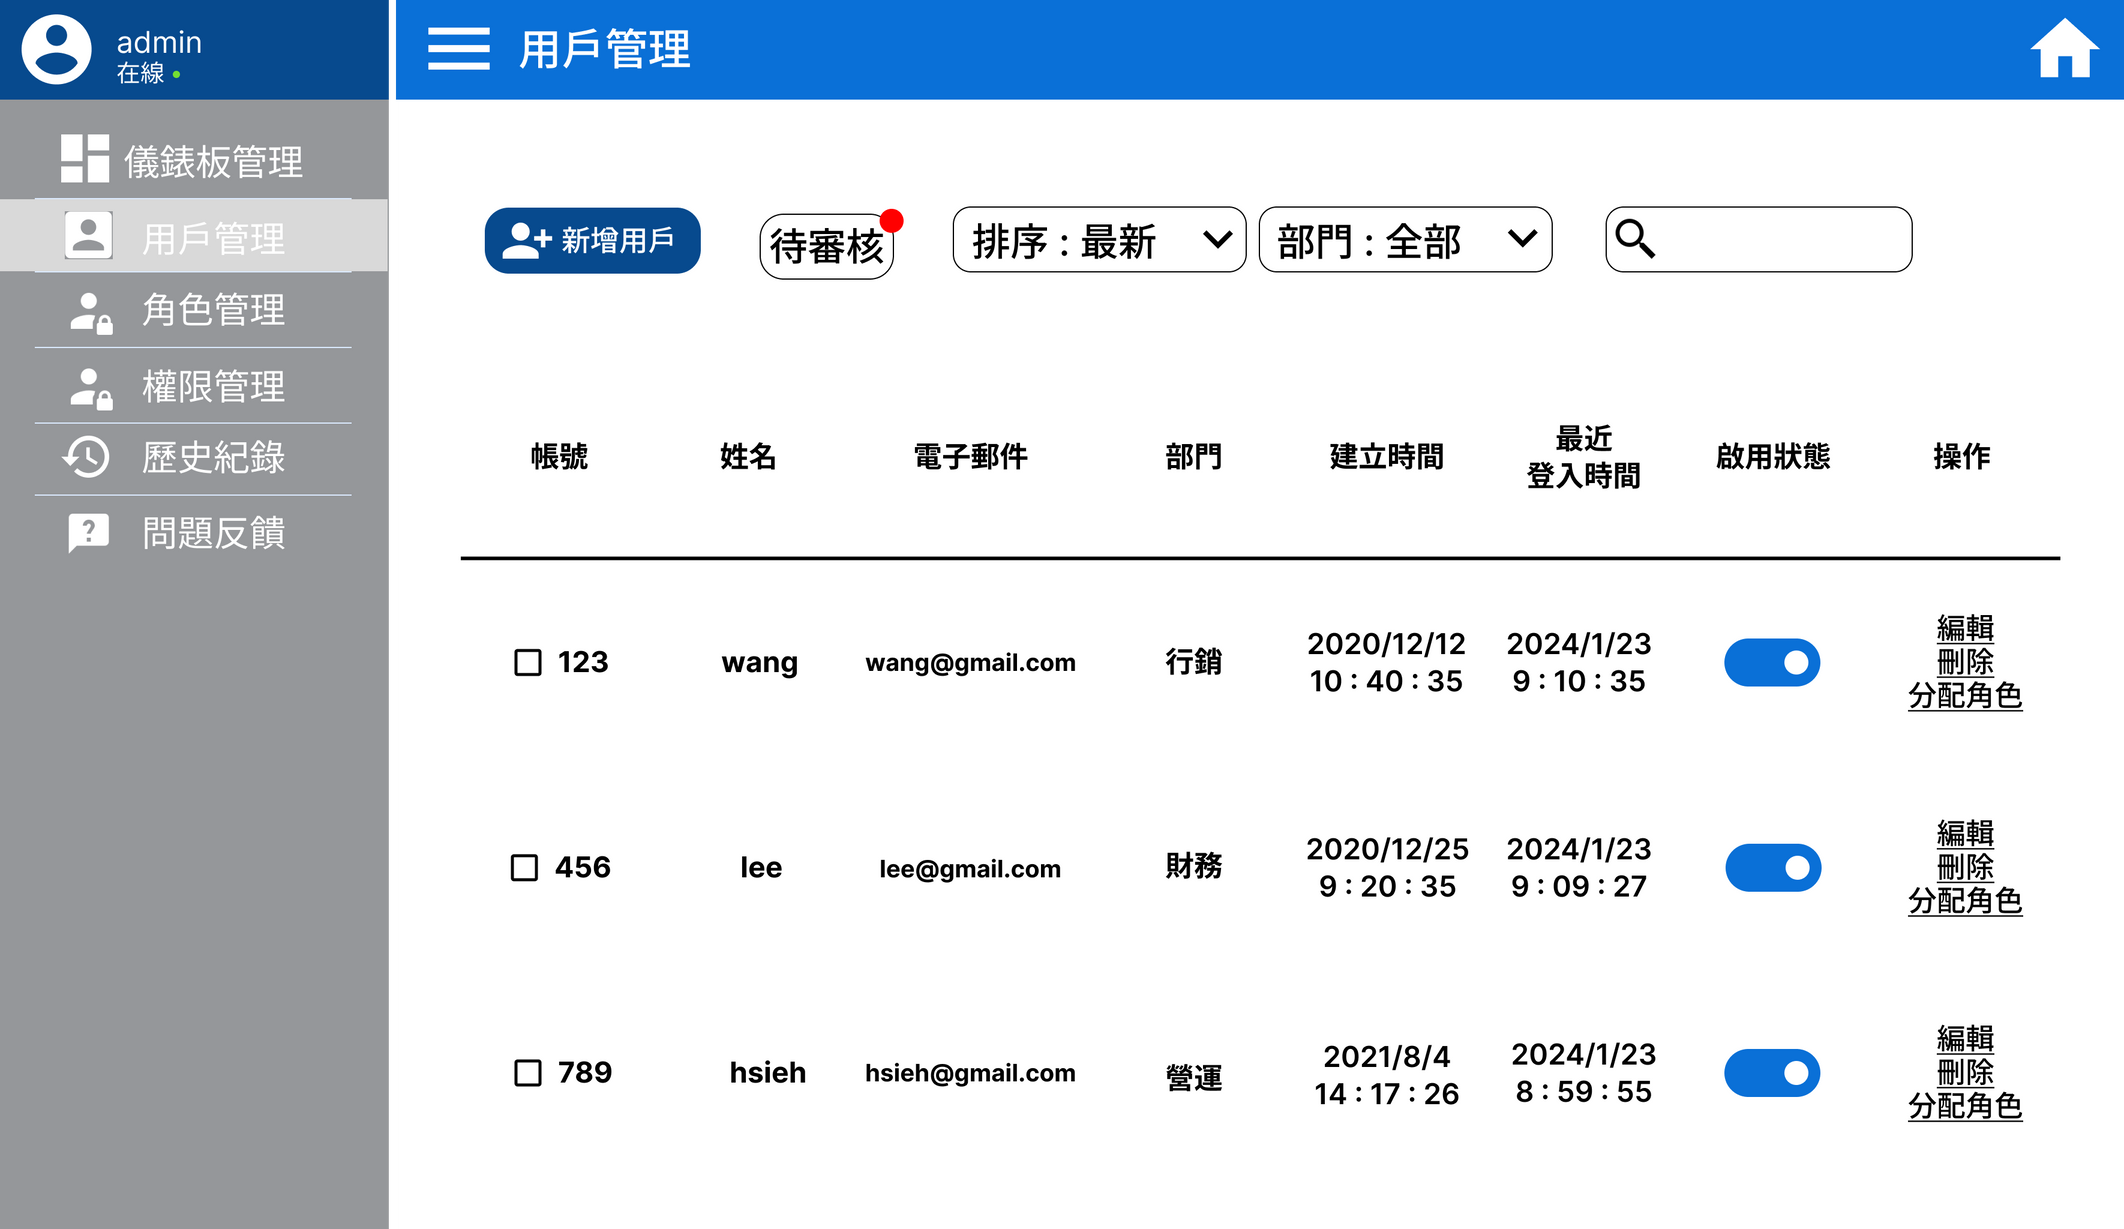 admin
在線
用戶管理
儀錶板管理
用戶管理
角色管理
權限管理
歷史紀錄
問題反饋
新增用戶
待審核
排序 : 最新
部門 : 全部
帳號
姓名
電子郵件
部門
建立時間
最近
登入時間
啟用狀態
操作
123
wang
wang@gmail.com
行銷
2020/12/12
10 : 40 : 35
2024/1/23
9 : 10 : 35
編輯
刪除
分配角色
456
lee
lee@gmail.com
財務
2020/12/25
9 : 20 : 35
2024/1/23
9 : 09 : 27
編輯
刪除
分配角色
789
hsieh
hsieh@gmail.com
營運
2021/8/4
14 : 17 : 26
2024/1/23
8 : 59 : 55
編輯
刪除
分配角色